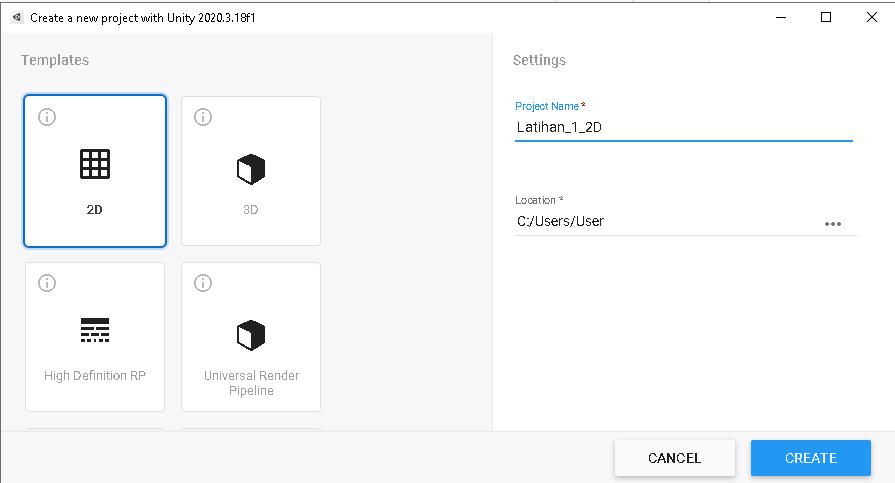 Create a new project with Unity 2020.3.18f1
Templates
2D
3D
High Definition RP
Universal Render
Pipeline
Settings
Project Name *
Latihan_1_2D
Location *
C:/Users/User
CANCEL
CREATE